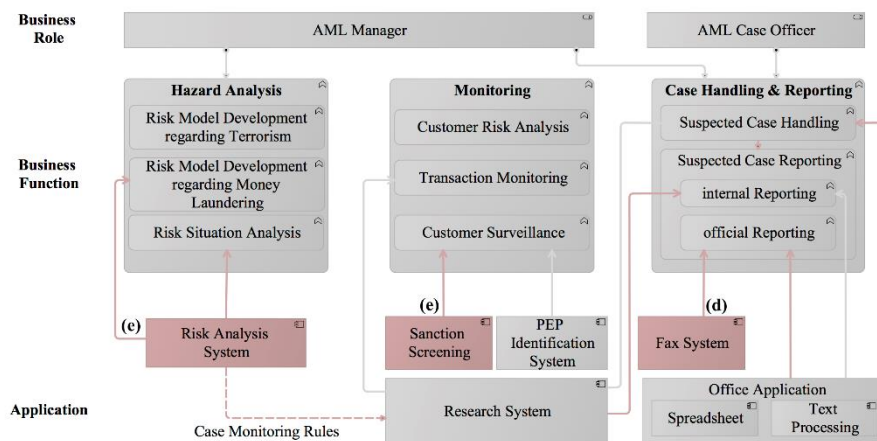 Business
Role
AML Manager
AML Case Officer
Business
Function
Hazard Analysis
Risk Model Development
regarding Terrorism
Risk Model Development
regarding Money
Laundering
Risk Situation Analysis
Monitoring
Customer Risk Analysis
Transaction Monitoring
Customer Surveillance
Case Handling & Reporting
Suspected Case Handling
Suspected Case Reporting
internal Reporting
official Reporting
(e)
(e)
(d)
Application
Risk Analysis
System
Sanction
Screening
PEP
Identification
System
Fax System
Case Monitoring Rules
Research System
Office Application
Spreadsheet
Text
Processing